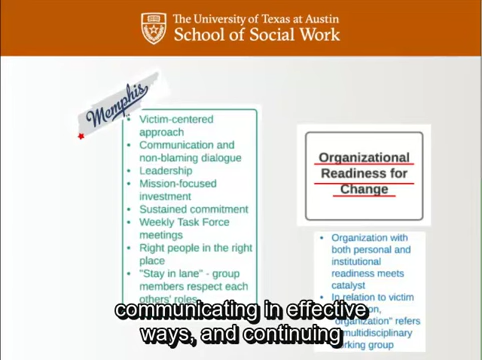 The University of Texas at Austin
School of Social Work
Memphis
• Victim-centered
approach
• Communication and
non-blaming dialogue
• Leadership
• Mission-focused
investment
• Sustained commitment
• Weekly Task Force
meetings
• Right people in the right
place
• "Stay in lane" - group
members respect each
others' roles
Organizational
Readiness for
Change
• Organization with
both personal and
institutional
readiness meets
catalyst
• In relation to victim
"organization" refers
multidisciplinary
working group
communicating in effective
ways, and continuing